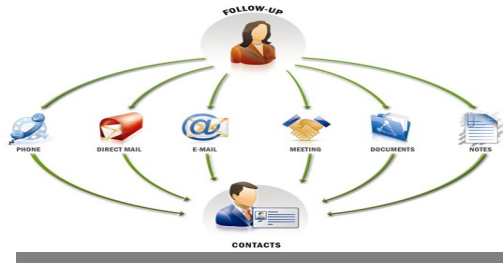 FOLLOW-UP
PHONE
DIRECT MAIL
E-MAIL
MEETING
DOCUMENTS
NOTES
CONTACTS